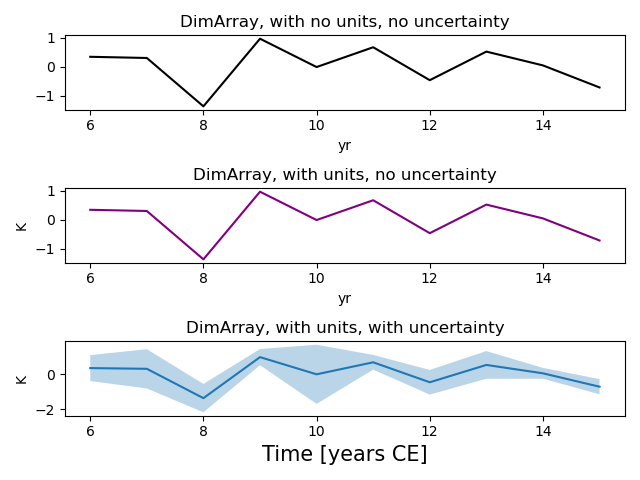 DimArray, with no units, no uncertainty
1
0
−1
6 8 10 12 14
yr
DimArray, with units, no uncertainty
K
1
0
−1
6 8 10 12 14
yr
DimArray, with units, with uncertainty
K
0
−2
6 8 10 12 14
Time [years CE]